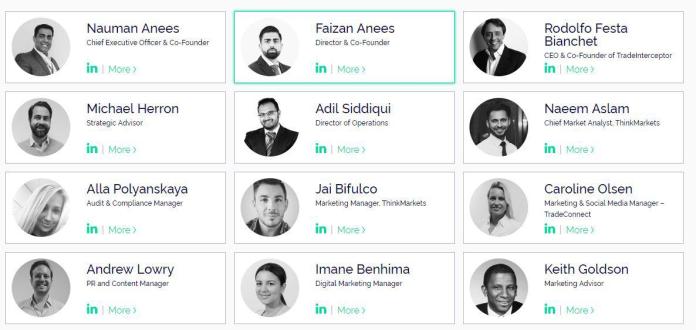 Nauman Anees
Chief Executive Officer & Co-Founder
in | More >
Faizan Anees
Director & Co-Founder
in | More >
Rodolfo Festa
Bianchet
CEO & Co-Founder of TradeInterceptor
in | More >
Michael Herron
Strategic Advisor
in | More >
Adil Siddiqui
Director of Operations
in | More >
Naeem Aslam
Chief Market Analyst, ThinkMarkets
in | More >
Alla Polyanskaya
Audit & Compliance Manager
in | More >
Jai Bifulco
Marketing Manager, ThinkMarkets
in | More >
Caroline Olsen
Marketing & Social Media Manager –
TradeConnect
in | More >
Andrew Lowry
PR and Content Manager
in | More >
Imane Benhima
Digital Marketing Manager
in | More >
Keith Goldson
Marketing Advisor
in | More >